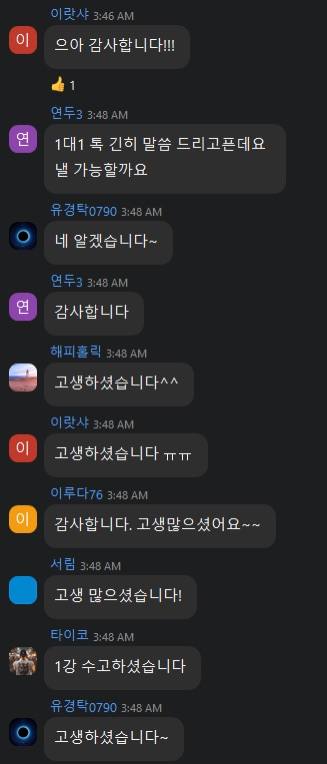 이랏샤 3:46 AM
이
으아 감사합니다!!!
👍 1
연두3 3:48 AM
연
1대1 톡 긴히 말씀 드리고픈데요
낼 가능할까요
유경탁0790 3:48 AM
네 알겠습니다~
연두3 3:48 AM
연
감사합니다
해피홀릭 3:48 AM
고생하셨습니다^^
이랏샤 3:48 AM
이
고생하셨습니다 ㅠㅠ
이루다76 3:48 AM
이
감사합니다. 고생많으셨어요~~
서림 3:48 AM
고생 많으셨습니다!
타이코 3:48 AM
1강 수고하셨습니다
유경탁0790 3:48 AM
고생하셨습니다~